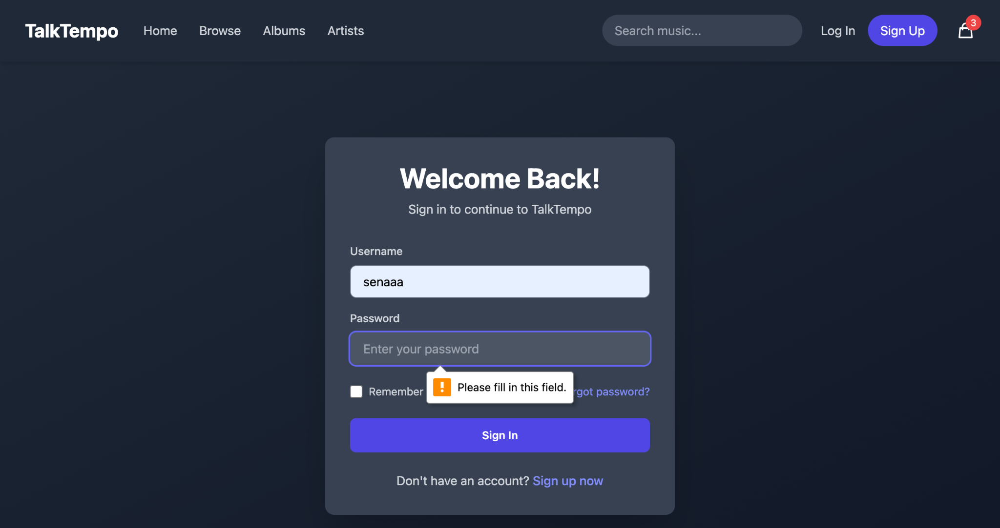 TalkTempo Home Browse Albums Artists Search music... Log In Sign Up 3
Welcome Back!
Sign in to continue to TalkTempo
Username
senaaa
Password
Enter your password
Please fill in this field.
Remember rgot password?
Sign In
Don't have an account? Sign up now